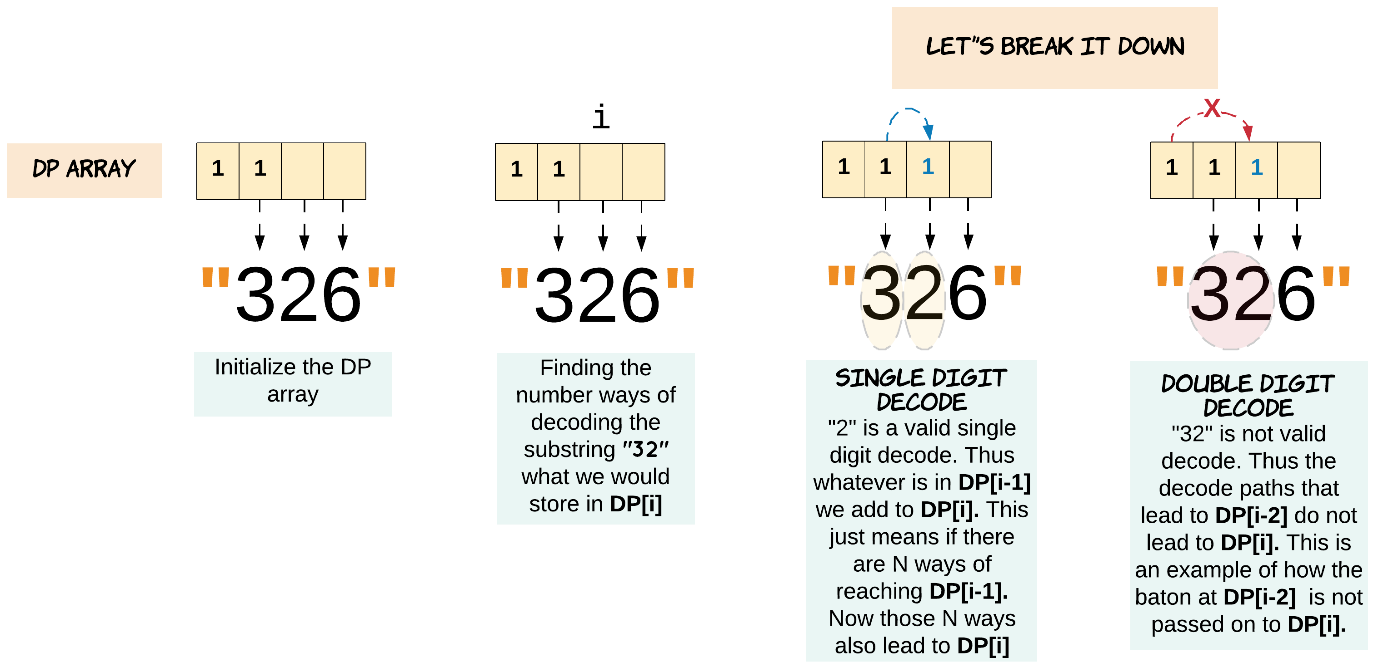 LET"S BREAK IT DOWN
DP ARRAY
1 1
"326"
Initialize the DP
array
i
1 1
"326"
Finding the
number ways of
decoding the
substring "32"
what we would
store in DP[i]
1 1 1
"326"
SINGLE DIGIT
DECODE
"2" is a valid single
digit decode. Thus
whatever is in DP[i-1]
we add to DP[i]. This
just means if there
are N ways of
reaching DP[i-1].
Now those N ways
also lead to DP[i]
X
1 1 1
"326"
DOUBLE DIGIT
DECODE
"32" is not valid
decode. Thus the
decode paths that
lead to DP[i-2] do not
lead to DP[i]. This is
an example of how the
baton at DP[i-2] is not
passed on to DP[i].